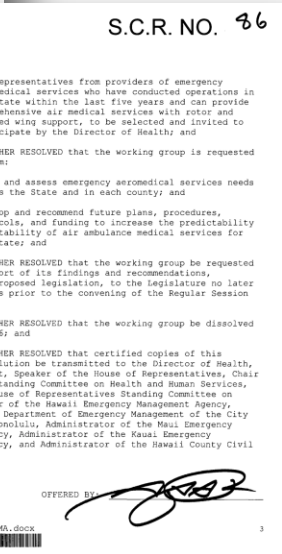 S.C.R. NO. 86
epresentatives from providers of emergency
edical services who have conducted operations in
tate within the last five years and can provide
ehensive air medical services with rotor and
ed wing support, to be selected and invited to
cipate by the Director of Health; and
HER RESOLVED that the working group is requested
m:
and assess emergency aeromedical services needs
s the State and in each county; and
op and recommend future plans, procedures,
cols, and funding to increase the predictability
tability of air ambulance medical services for
tate; and
HER RESOLVED that the working group be requested
ort of its findings and recommendations,
roposed legislation, to the Legislature no later
s prior to the convening of the Regular Session
HER RESOLVED that the working group be dissolved
6; and
HER RESOLVED that certified copies of this
lution be transmitted to the Director of Health,
t, Speaker of the House of Representatives, Chair
tanding Committee on Health and Human Services,
use of Representatives Standing Committee on
r of the Hawaii Emergency Management Agency,
Department of Emergency Management of the City
onolulu, Administrator of the Maui Emergency
cy, Administrator of the Kauai Emergency
cy, and Administrator of the Hawaii County Civil
OFFERED BY:
MA.docx 3